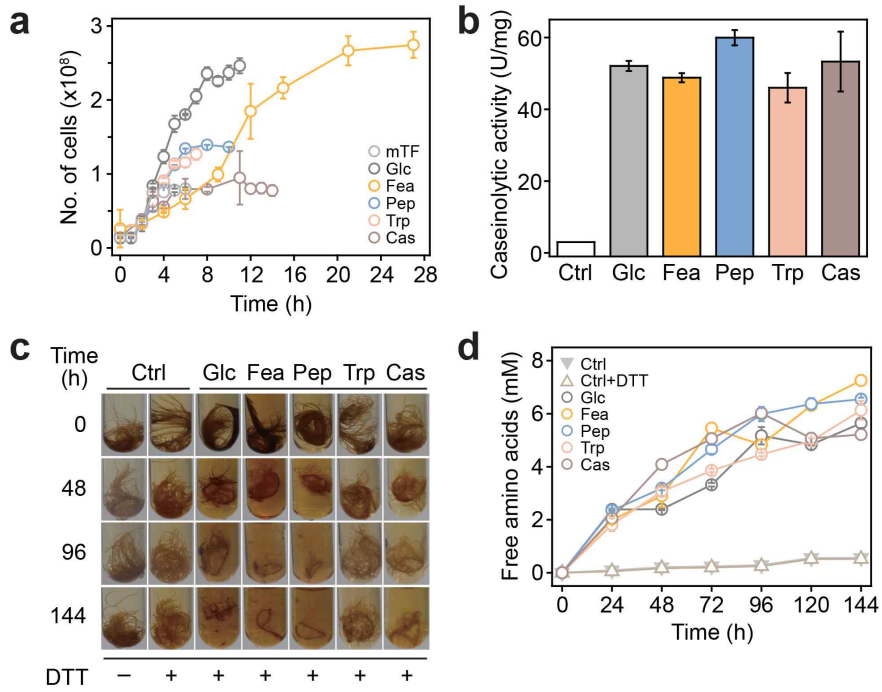 a
No. of cells (x10⁸)
3
2
1
0
0 4 8 12 16 20 24 28
Time (h)
mTF
Glc
Fea
Pep
Trp
Cas
b
Caseinolytic activity (U/mg)
60
40
20
0
Ctrl Glc Fea Pep Trp Cas
c
Time
(h)
Ctrl Glc Fea Pep Trp Cas
0
48
96
144
DTT – + + + + + +
d
Free amino acids (mM)
8
6
4
2
0
0 24 48 72 96 120 144
Time (h)
Ctrl
Ctrl+DTT
Glc
Fea
Pep
Trp
Cas